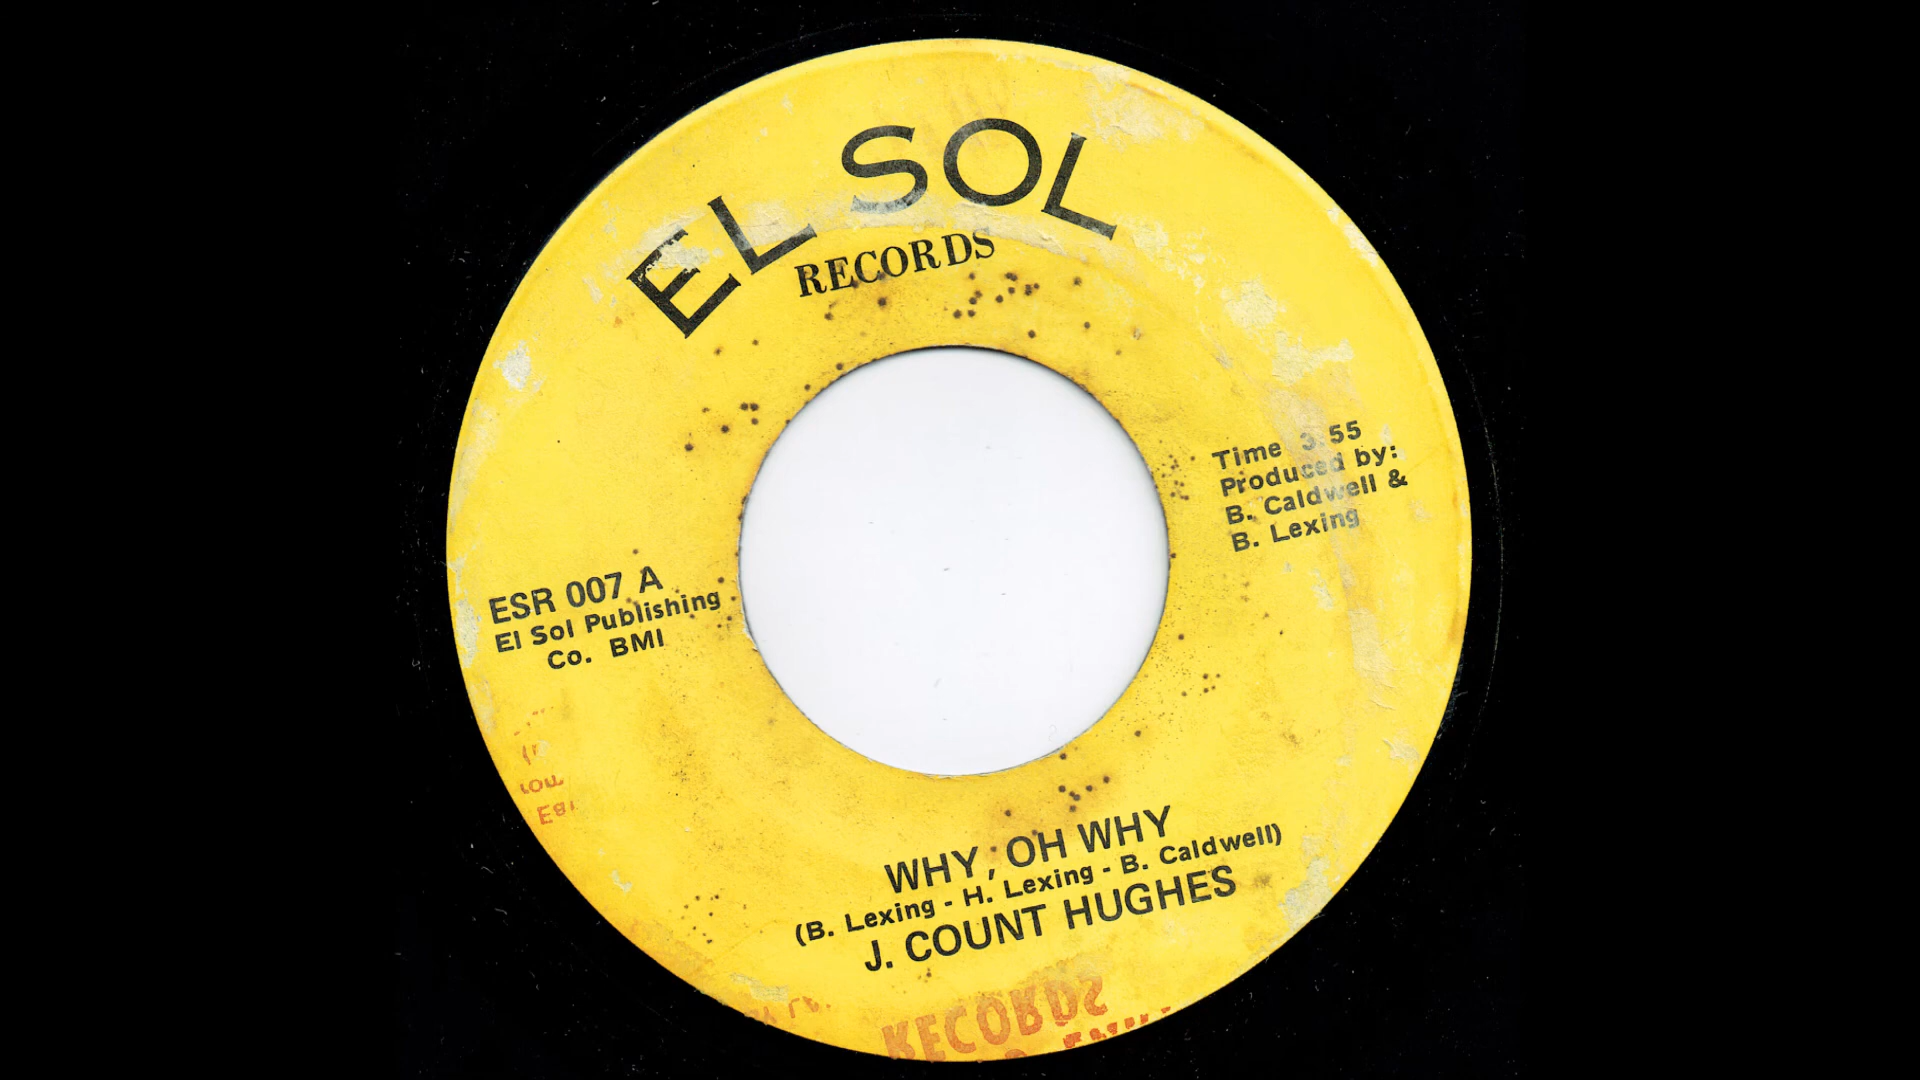 EL SOL
RECORDS
Time 3:55
Produced by:
B. Caldwell &
B. Lexing
ESR 007 A
El Sol Publishing
Co. BMI
WHY, OH WHY
(B. Lexing - H. Lexing - B. Caldwell)
J. COUNT HUGHES
RECORDS